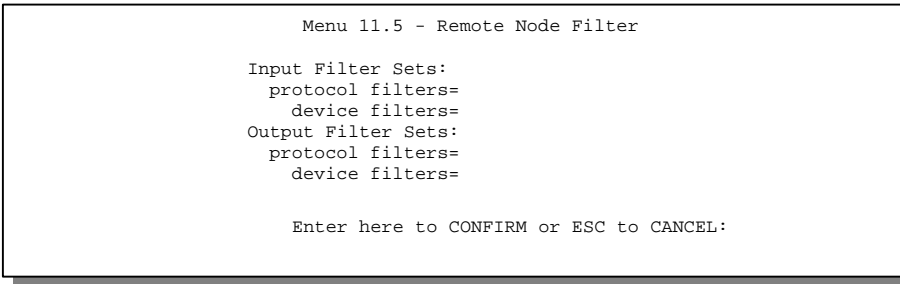 Menu 11.5 - Remote Node Filter
Input Filter Sets:
protocol filters=
device filters=
Output Filter Sets:
protocol filters=
device filters=
Enter here to CONFIRM or ESC to CANCEL: